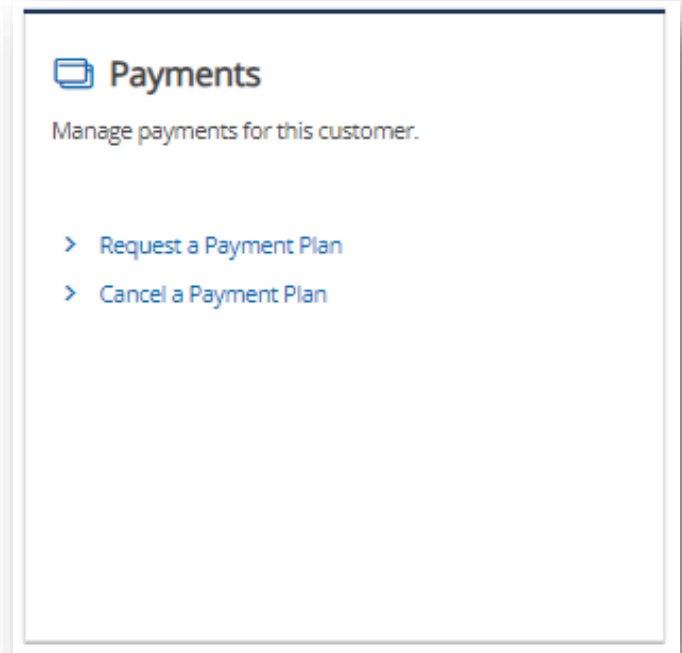 Payments
Manage payments for this customer.
Request a Payment Plan
Cancel a Payment Plan